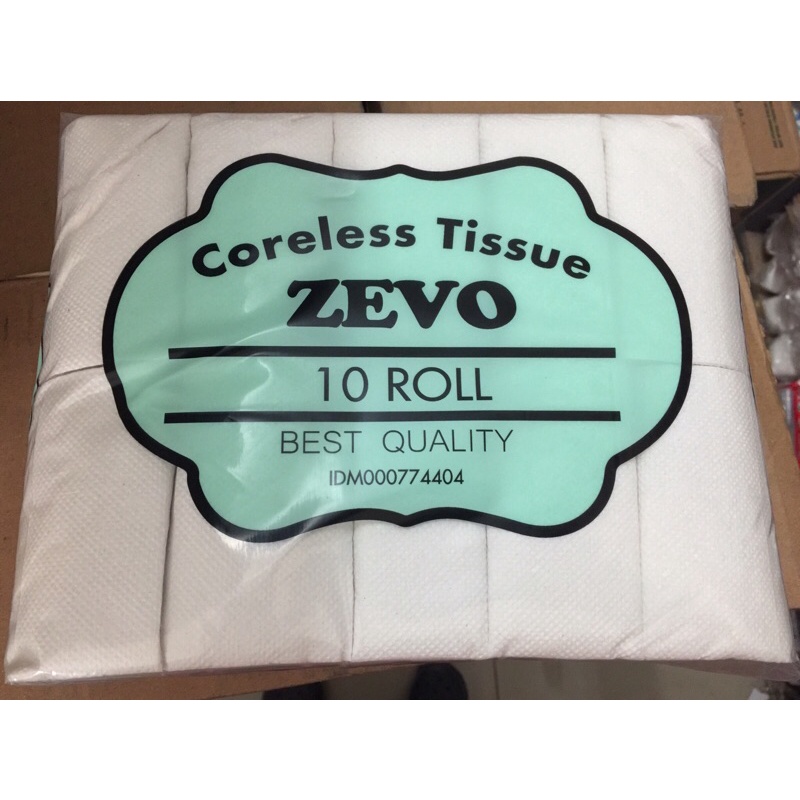 Coreless Tissue
ZEVO
10 ROLL
BEST QUALITY
IDM000774404